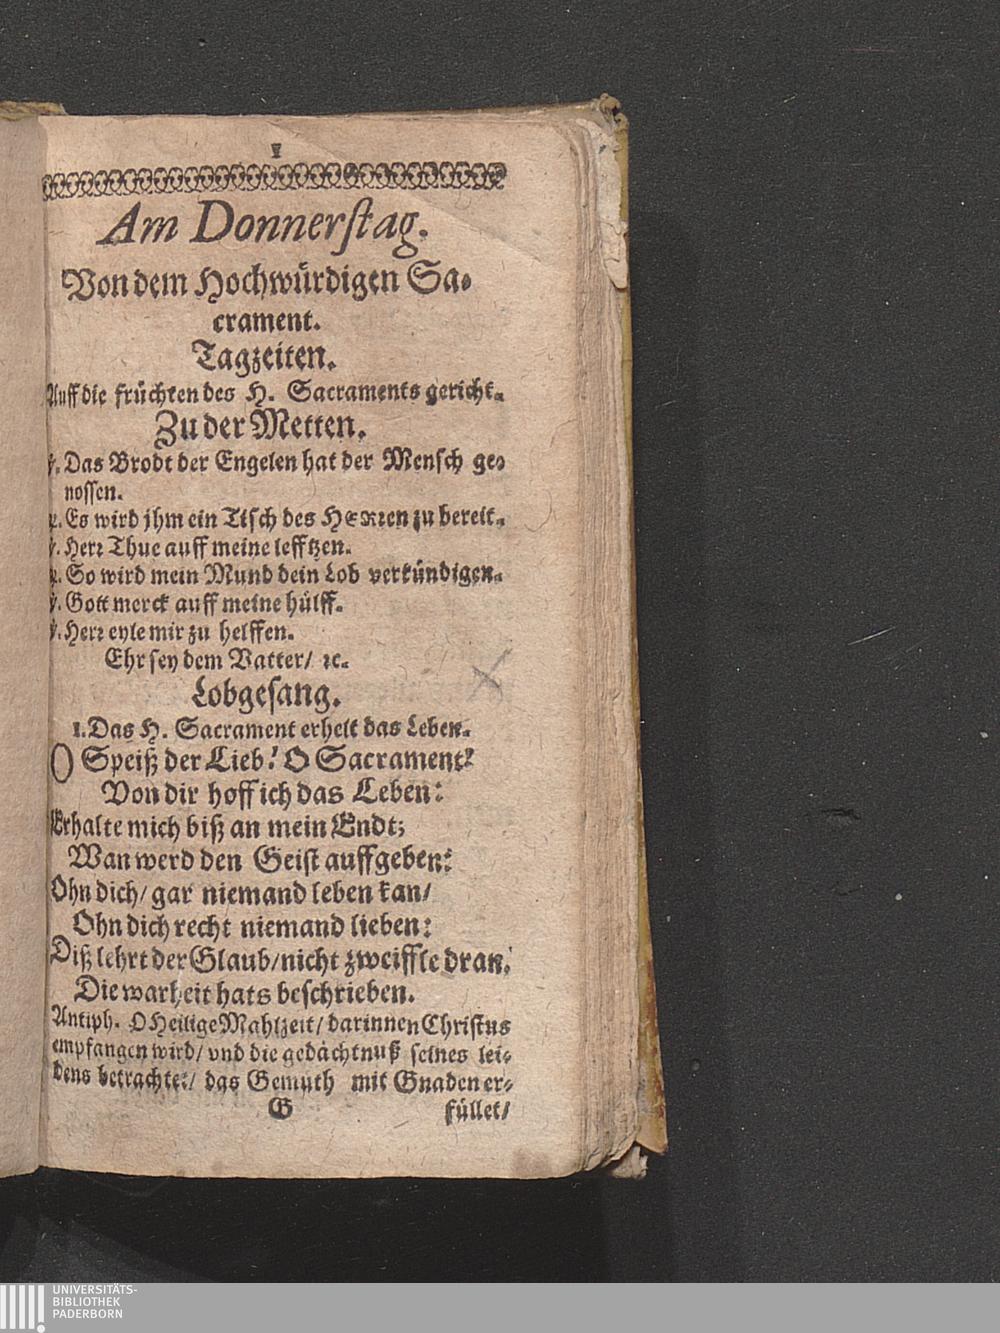 V
Am Donnerstag.
Von dem Hochwürdigen Sa-
crament.
Tagzeiten.
Auff die früchten des H. Sacraments gericht.
Zu der Metten.
℣. Das Brodt der Engelen hat der Mensch ge-
nossen.
℟. Es wird jhm ein Tisch des HERREN zu bereit.
℣. Herr Thue auff meine lefftzen.
℟. So wird mein Mund dein Lob verkündigen.
℣. Gott merck auff meine hülff.
℣. Herr eyle mir zu helffen.
Ehr sey dem Vatter/ ꝛc.
Lobgesang.
1. Das H. Sacrament erhelt das Leben.
O Speiß der Lieb! O Sacrament!
Von dir hoff ich das Leben:
Erhalte mich biß an mein Endt;
Wan werd den Geist auffgeben:
Ohn dich/ gar niemand leben kan/
Ohn dich recht niemand lieben:
Diß lehrt der Glaub/ nicht zweiffle dran.
Die warheit hats beschrieben.
Antiph. O Heilige Mahlzeit/ darinnen Christus
empfangen wird/ vnd die gedächtnuß seines lei-
dens betrachtet/ das Gemüth mit Gnaden er-
G füllet/
UNIVERSITÄTS-
BIBLIOTHEK
PADERBORN